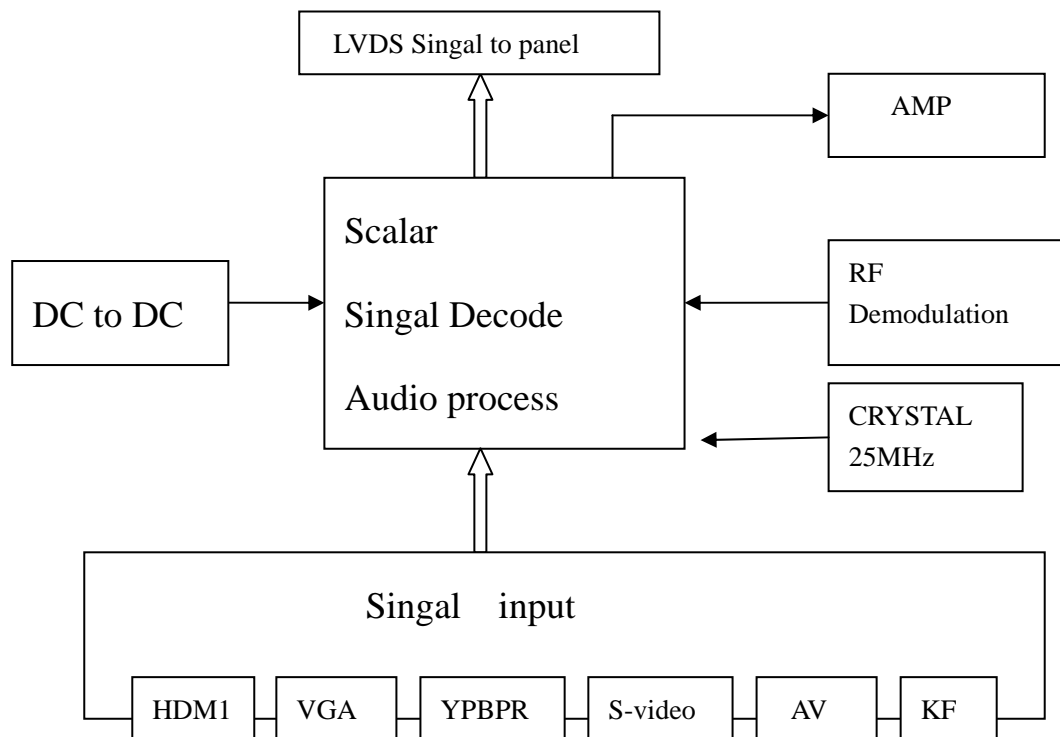 LVDS Singal to panel
AMP
Scalar
Singal Decode
Audio process
DC to DC
RF
Demodulation
CRYSTAL
25MHz
Singal input
HDM1
VGA
YPBPR
S-video
AV
KF